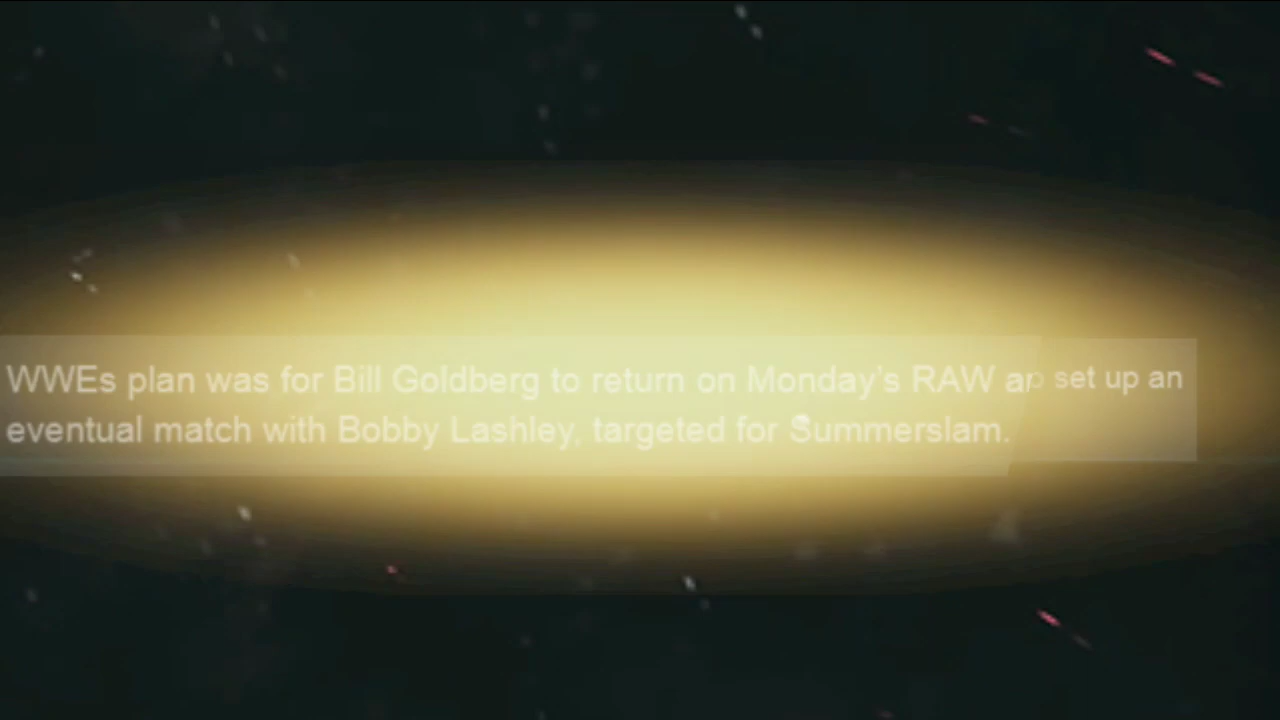 WWEs plan was for Bill Goldberg to return on Monday's RAW set up an
eventual match with Bobby Lashley, targeted for Summerslam.